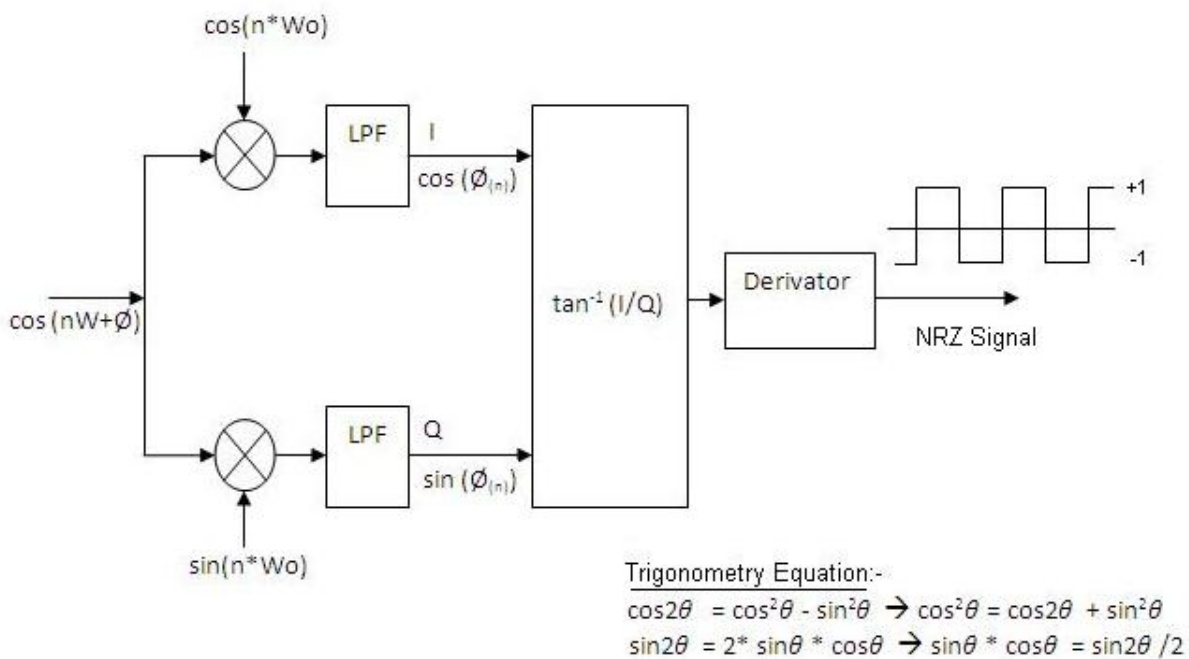 cos(n*Wo)
LPF
I
cos (Ø(n))
+1
-1
cos (nW+Ø)
tan⁻¹ (I/Q)
Derivator
NRZ Signal
LPF
Q
sin (Ø(n))
sin(n*Wo)
Trigonometry Equation:-
cos2θ = cos²θ - sin²θ → cos²θ = cos2θ + sin²θ
sin2θ = 2* sinθ * cosθ → sinθ * cosθ = sin2θ /2